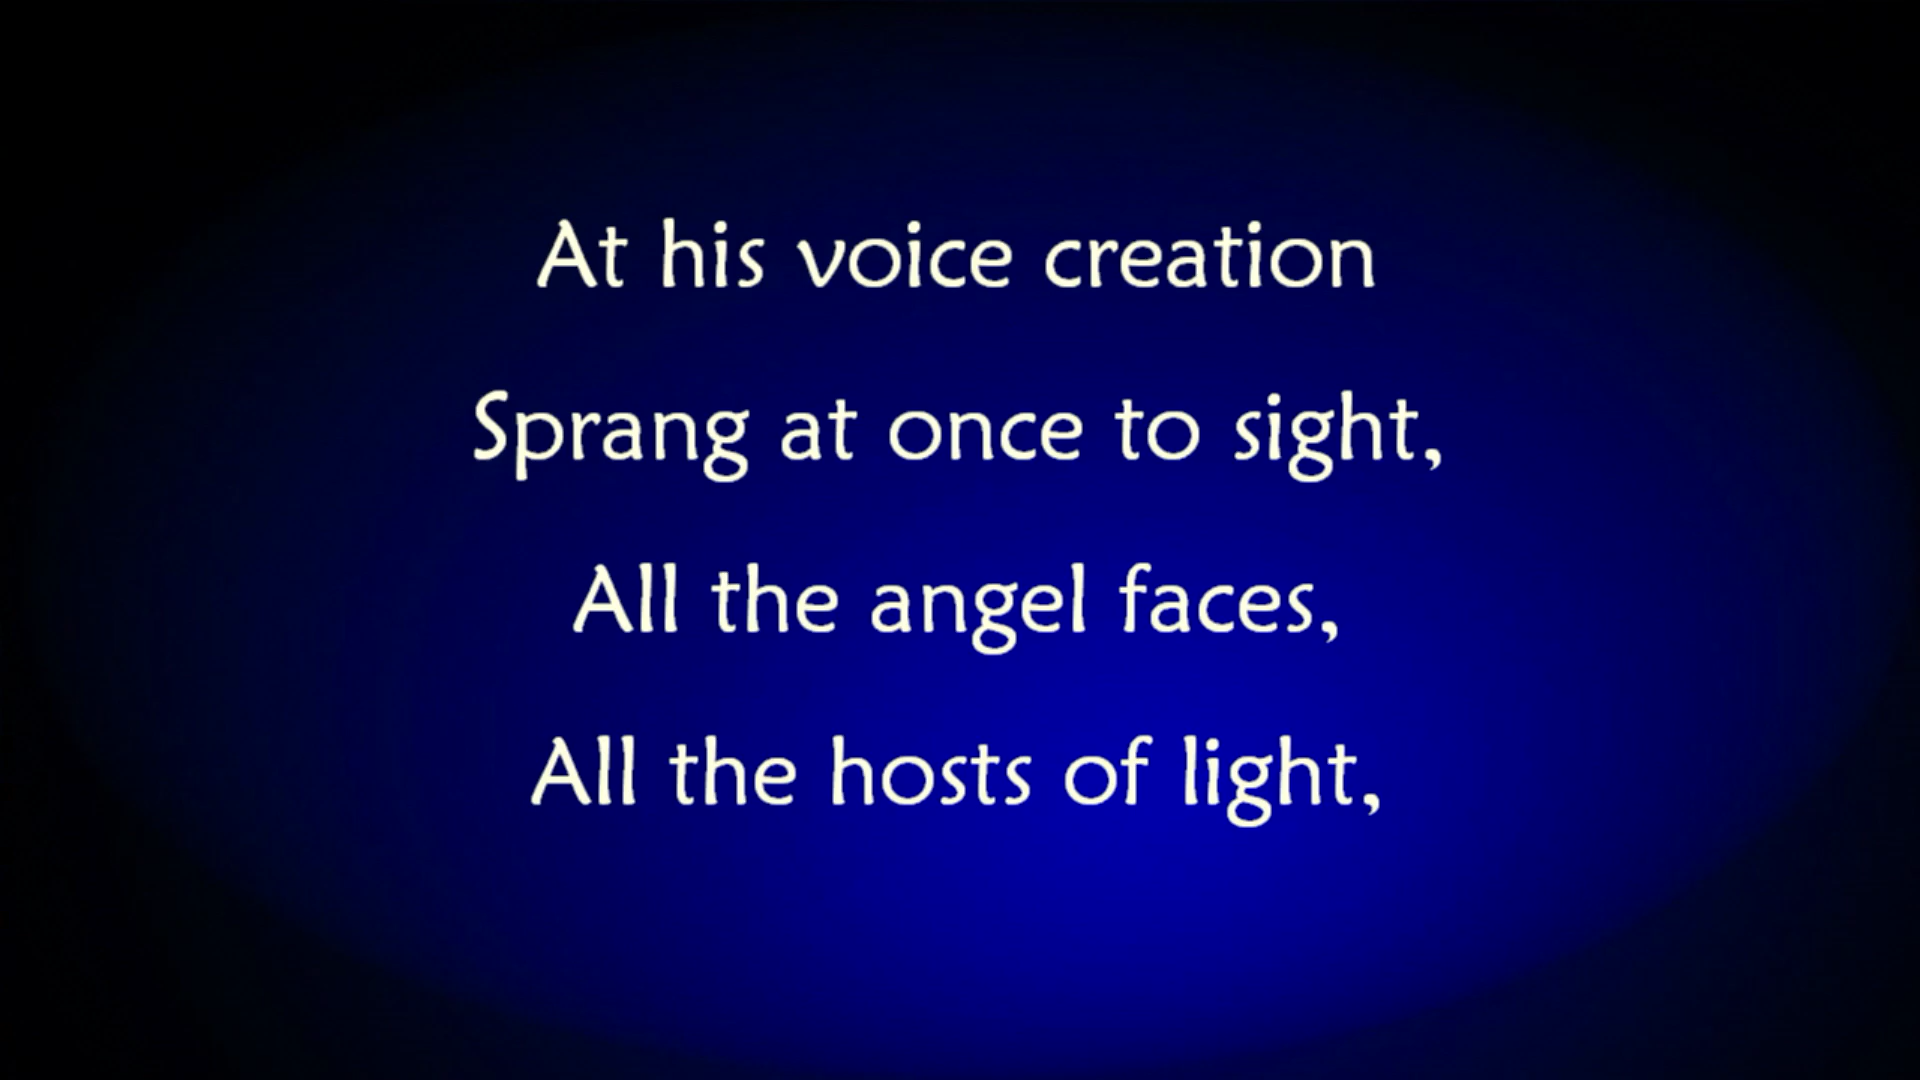 At his voice creation
Sprang at once to sight,
All the angel faces,
All the hosts of light,